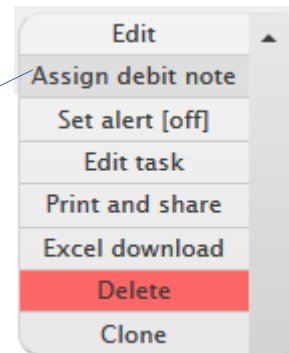 Edit
Assign debit note
Set alert [off]
Edit task
Print and share
Excel download
Delete
Clone